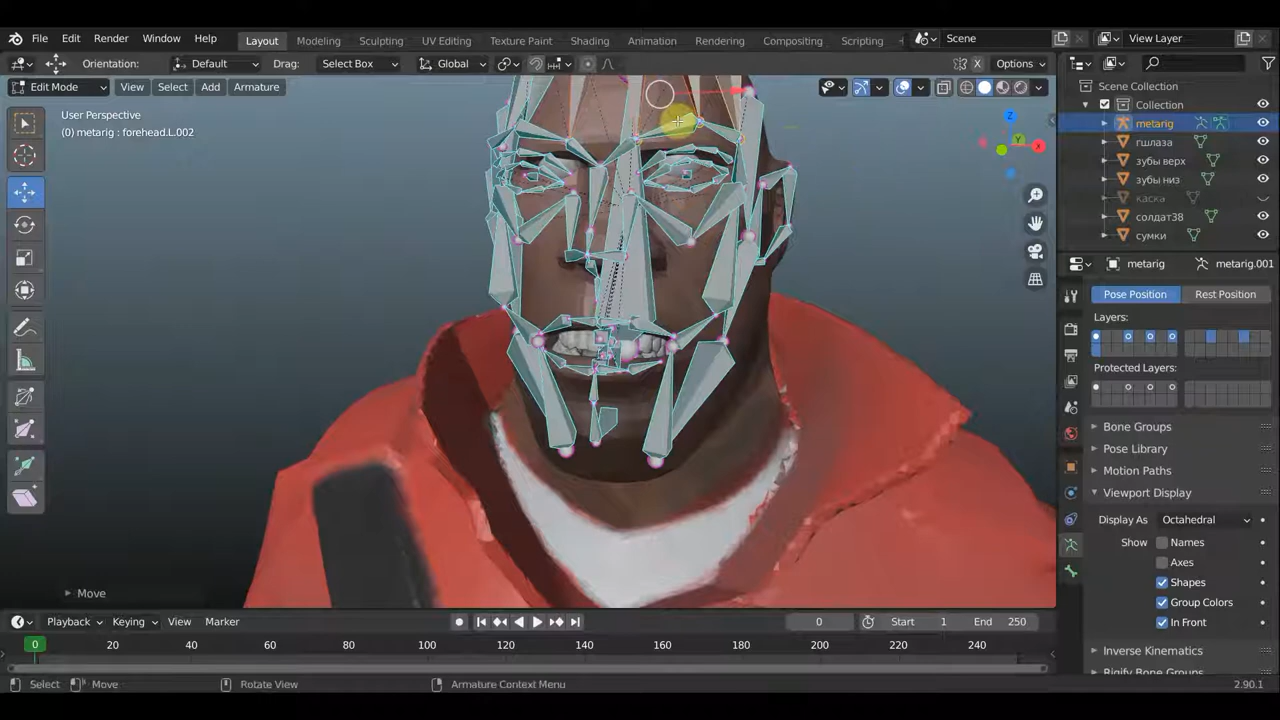 File Edit Render Window Help Layout Modeling Sculpting UV Editing Texture Paint Shading Animation Rendering Compositing Scripting Scene View Layer
Orientation: Default Drag: Select Box Global X Options
Edit Mode View Select Add Armature
User Perspective
(0) metarig : forehead.L.002
Z
Y
X
Move
Scene Collection
Collection
metarig
гшлаза
зубы верх
зубы низ
каска
солдат38
сумки
metarig metarig.001
Pose Position Rest Position
Layers:
Protected Layers:
Bone Groups
Pose Library
Motion Paths
Viewport Display
Display As Octahedral
Show Names
Axes
Shapes
Group Colors
In Front
Inverse Kinematics
Rigify Bone Groups
Playback Keying View Marker 0 Start 1 End 250
0 20 40 60 80 100 120 140 160 180 200 220 240
Select Move Rotate View Armature Context Menu 2.90.1